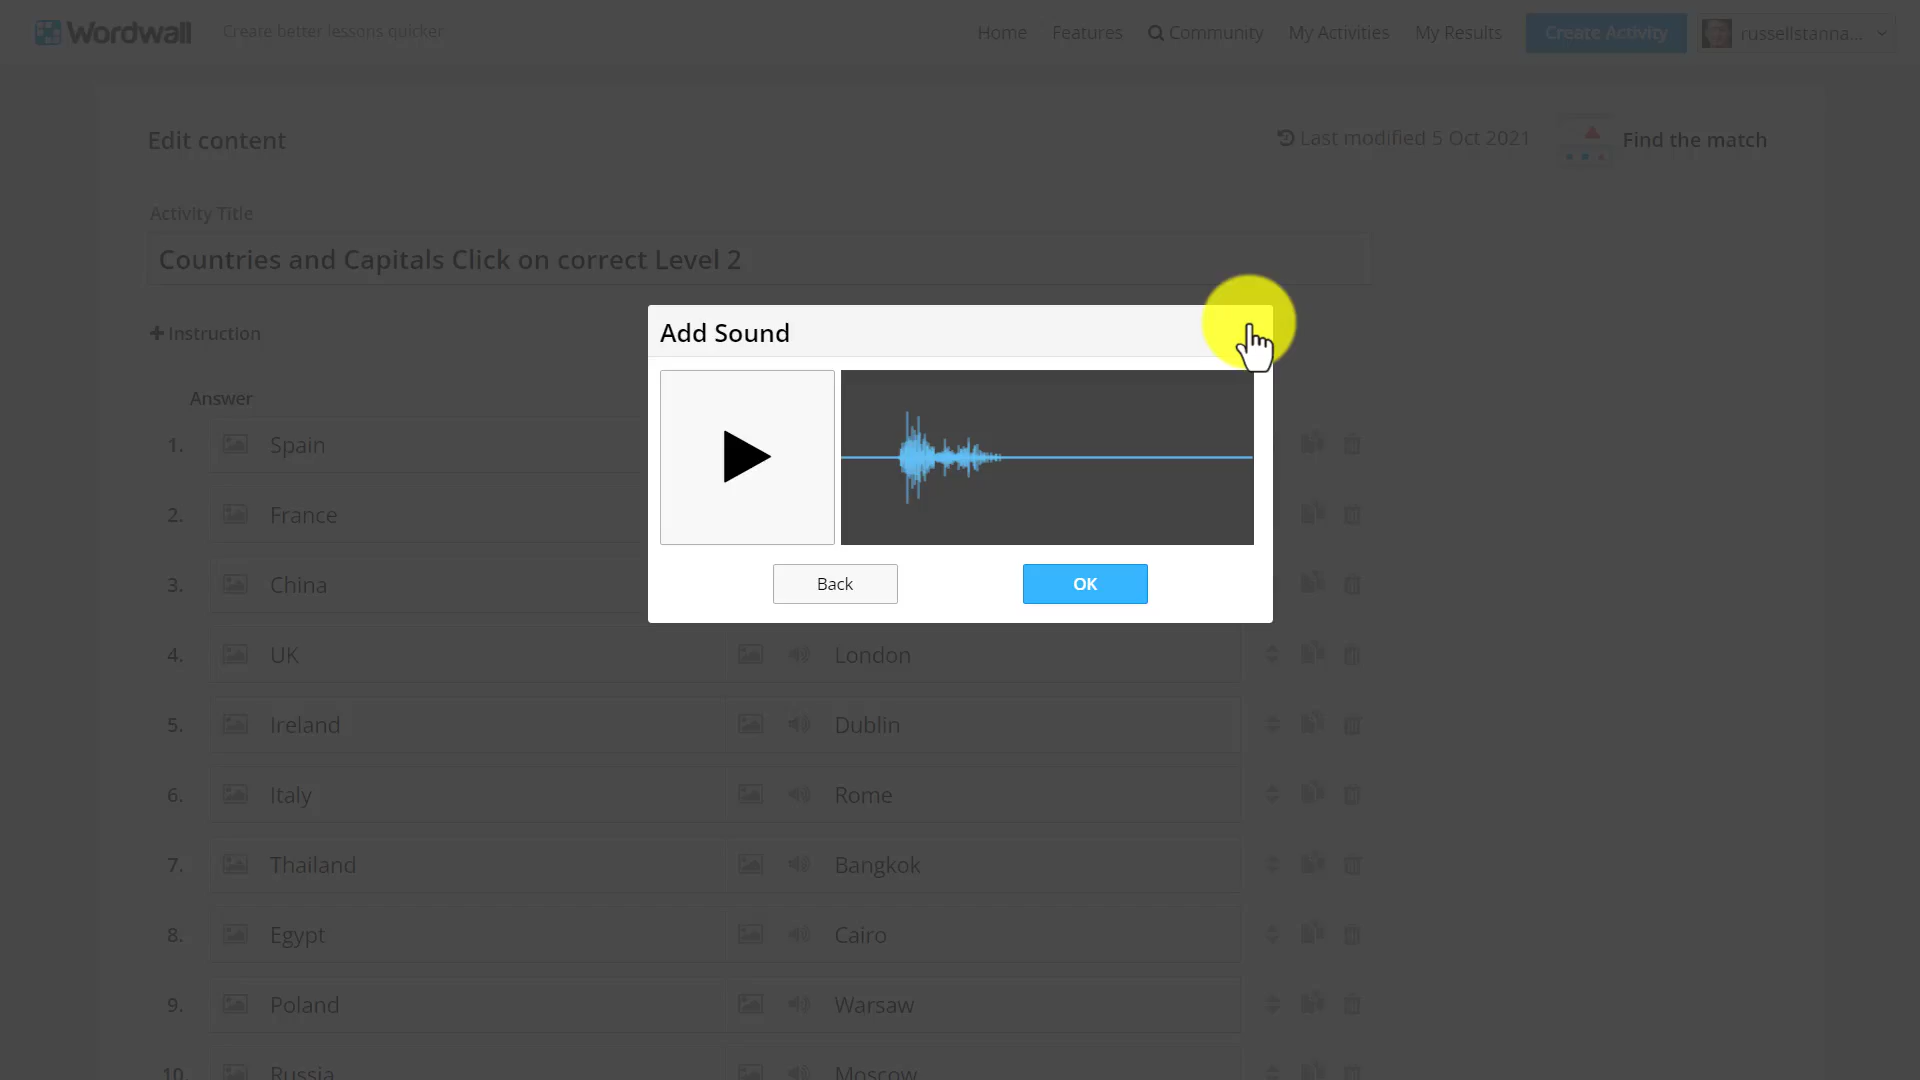 Wordwall Create better lessons quicker Home Features Community My Activities My Results Create Activity russellstanna...
Edit content Last modified 5 Oct 2021 Find the match
Activity Title
Countries and Capitals Click on correct Level 2
Instruction
Add Sound
Answer
1. Spain
2. France
3. China
Back OK
4. UK London
5. Ireland Dublin
6. Italy Rome
7. Thailand Bangkok
8. Egypt Cairo
9. Poland Warsaw
10. Russia Moscow